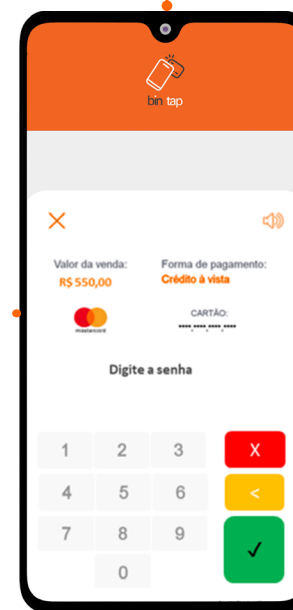 bin tap
Valor da venda:
R$ 550,00
Forma de pagamento:
Crédito à vista
mastercard
CARTÃO:
Digite a senha
1 2 3 X
4 5 6 <
7 8 9
0